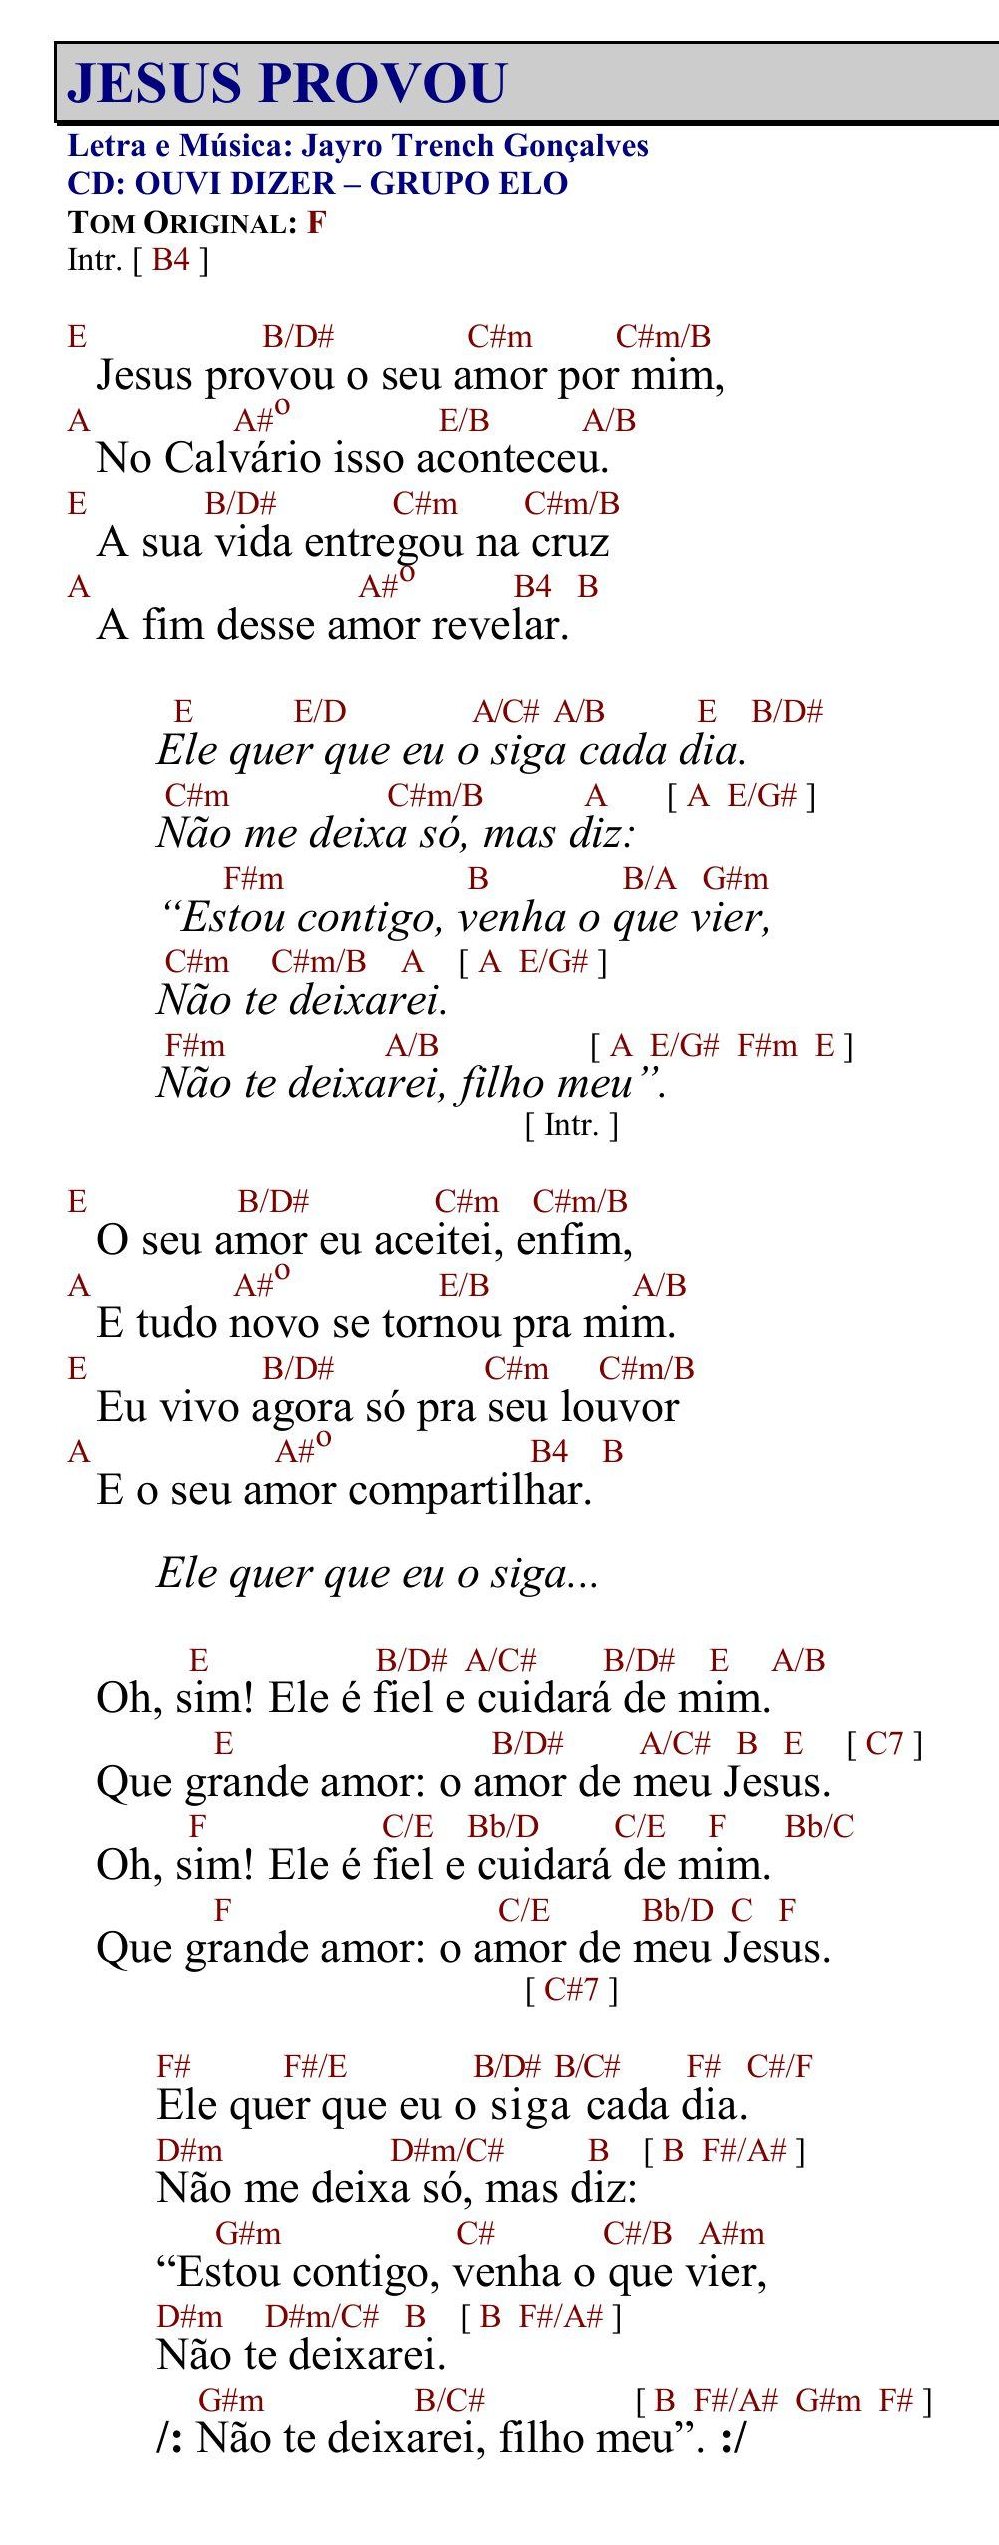 JESUS PROVOU
Letra e Música: Jayro Trench Gonçalves
CD: OUVI DIZER – GRUPO ELO
TOM ORIGINAL: F
Intr. [ B4 ]
E B/D# C#m C#m/B
Jesus provou o seu amor por mim,
A A#º E/B A/B
No Calvário isso aconteceu.
E B/D# C#m C#m/B
A sua vida entregou na cruz
A A#º B4 B
A fim desse amor revelar.
E E/D A/C# A/B E B/D#
Ele quer que eu o siga cada dia.
C#m C#m/B A [ A E/G# ]
Não me deixa só, mas diz:
F#m B B/A G#m
“Estou contigo, venha o que vier,
C#m C#m/B A [ A E/G# ]
Não te deixarei.
F#m A/B [ A E/G# F#m E ]
Não te deixarei, filho meu”.
[ Intr. ]
E B/D# C#m C#m/B
O seu amor eu aceitei, enfim,
A A#º E/B A/B
E tudo novo se tornou pra mim.
E B/D# C#m C#m/B
Eu vivo agora só pra seu louvor
A A#º B4 B
E o seu amor compartilhar.
Ele quer que eu o siga...
E B/D# A/C# B/D# E A/B
Oh, sim! Ele é fiel e cuidará de mim.
E B/D# A/C# B E [ C7 ]
Que grande amor: o amor de meu Jesus.
F C/E Bb/D C/E F Bb/C
Oh, sim! Ele é fiel e cuidará de mim.
F C/E Bb/D C F
Que grande amor: o amor de meu Jesus.
[ C#7 ]
F# F#/E B/D# B/C# F# C#/F
Ele quer que eu o siga cada dia.
D#m D#m/C# B [ B F#/A# ]
Não me deixa só, mas diz:
G#m C# C#/B A#m
“Estou contigo, venha o que vier,
D#m D#m/C# B [ B F#/A# ]
Não te deixarei.
G#m B/C# [ B F#/A# G#m F# ]
/: Não te deixarei, filho meu”. :/